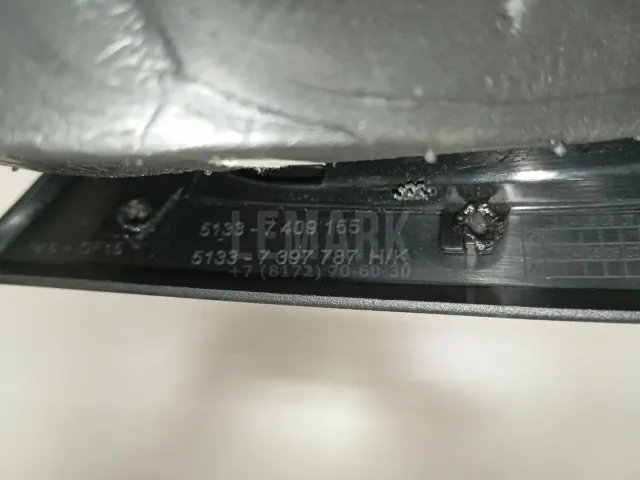 LEMARK
5133-7 409 155
5133-7 397 787 H/K
+7 (8172) 70-60-30